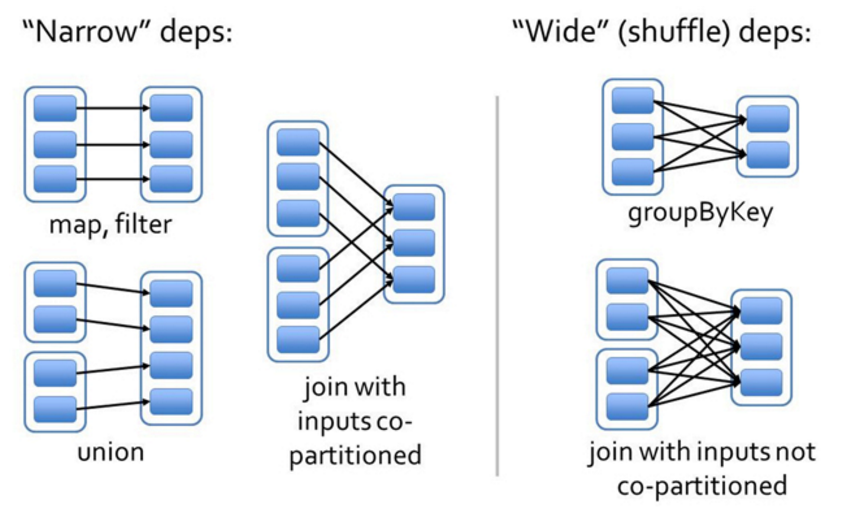 “Narrow” deps:
“Wide” (shuffle) deps:
map, filter
union
join with
inputs co-
partitioned
groupByKey
join with inputs not
co-partitioned